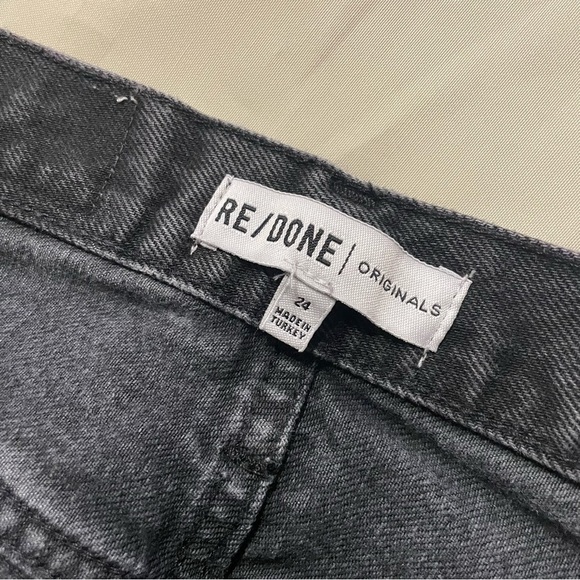 RE/DONE | ORIGINALS
24
MADE IN
TURKEY